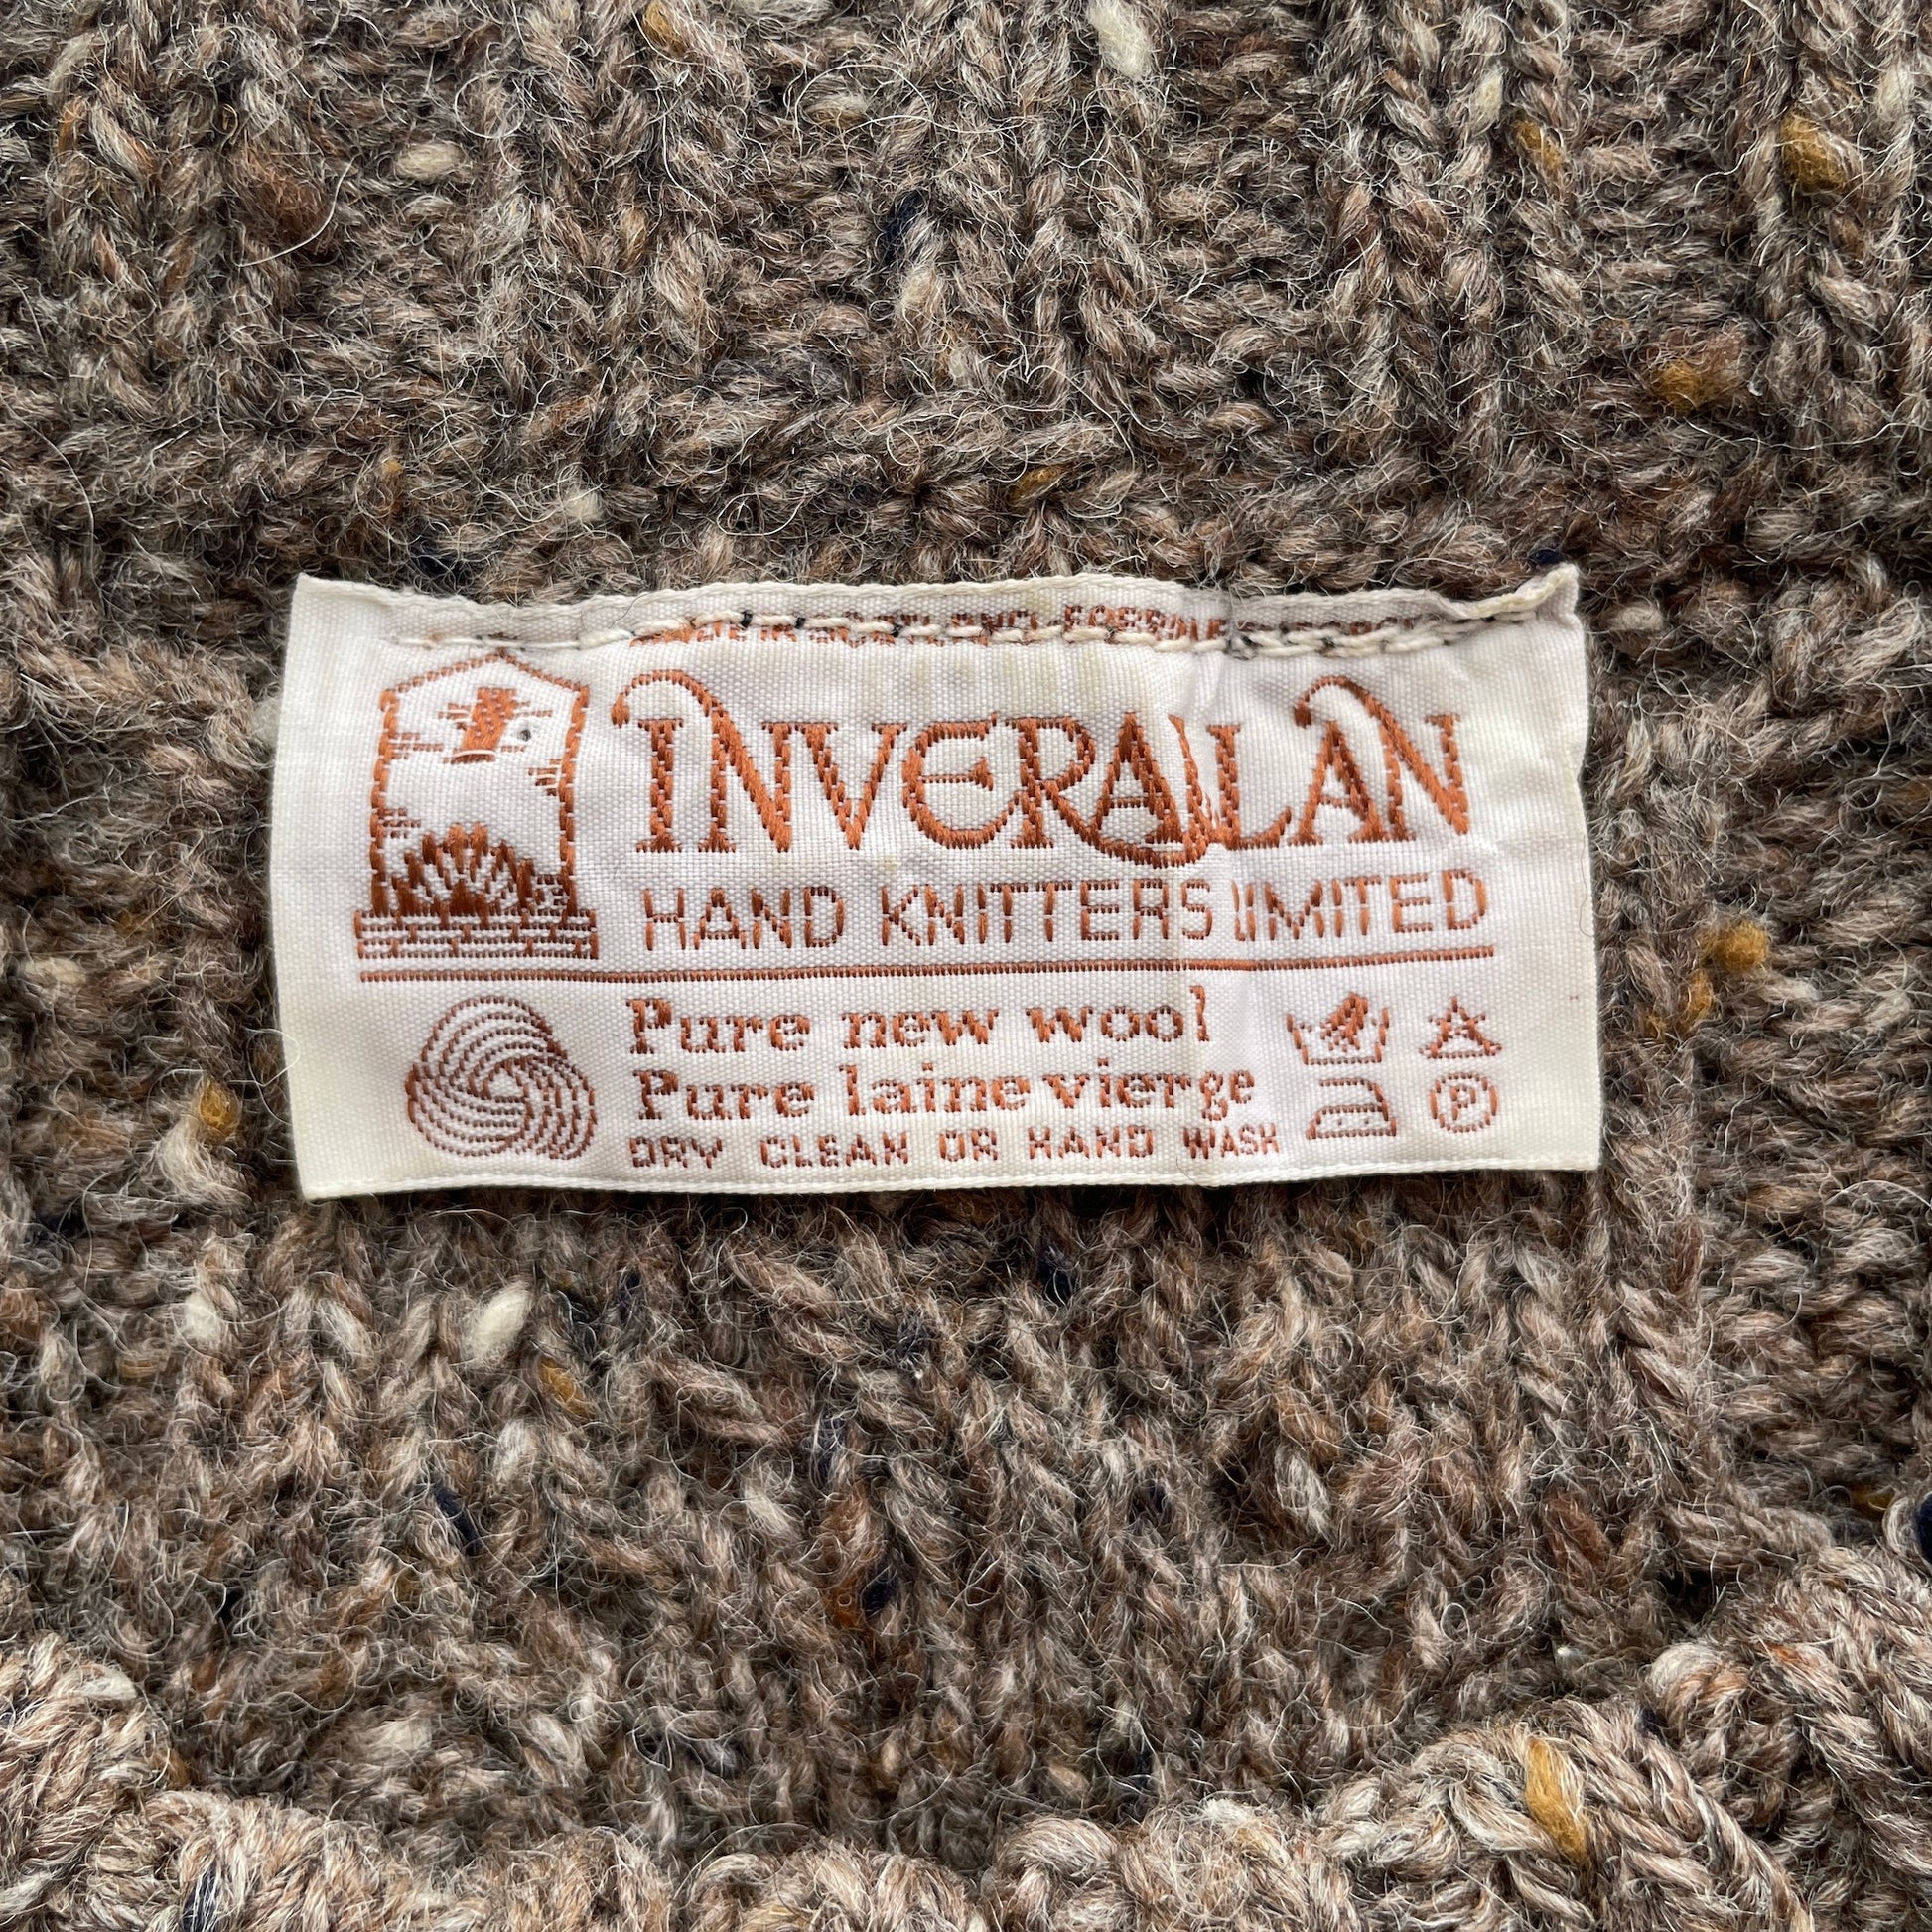 INVERALLAN
HAND KNITTERS LIMITED
Pure new wool
Pure laine vierge
DRY CLEAN OR HAND WASH
P